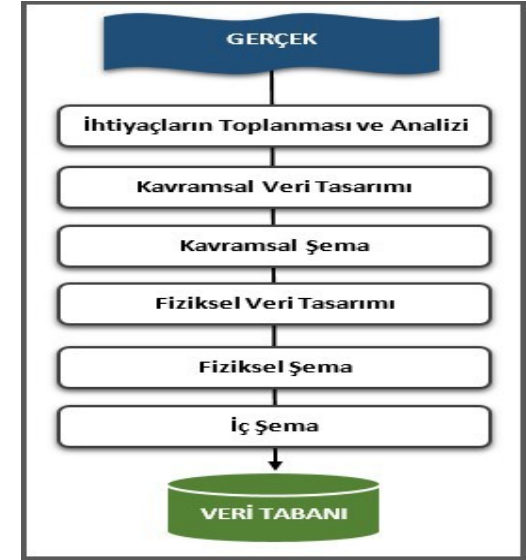 GERÇEK
İhtiyaçların Toplanması ve Analizi
Kavramsal Veri Tasarımı
Kavramsal Şema
Fiziksel Veri Tasarımı
Fiziksel Şema
İç Şema
VERİ TABANI